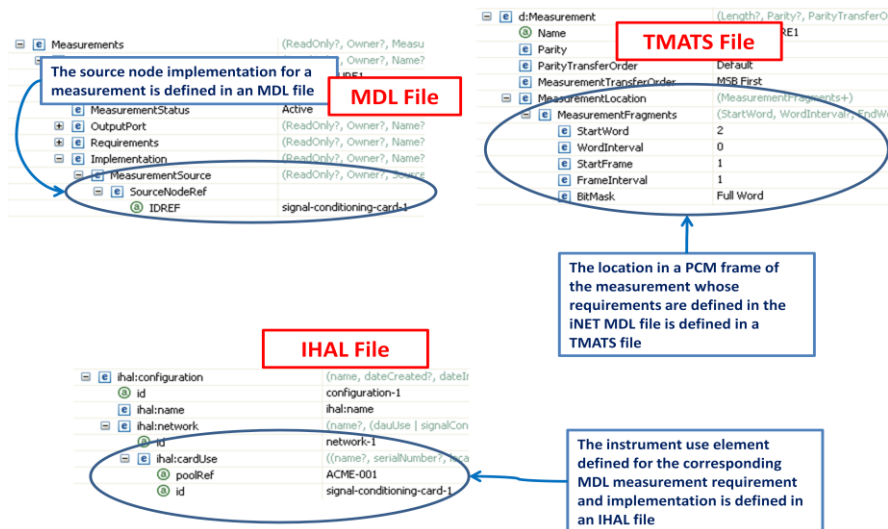 Measurements (ReadOnly?, Owner?, Measu
(ReadOnly?, Owner?, Name?
The source node implementation for a
measurement is defined in an MDL file
MDL File
MeasurementStatus Active
OutputPort (ReadOnly?, Owner?, Name?
Requirements (ReadOnly?, Owner?, Name?
Implementation (ReadOnly?, Owner?, Name?
MeasurementSource (ReadOnly?, Owner?, Source
SourceNodeRef
IDREF signal-conditioning-card-1
d:Measurement (Length?, Parity?, ParityTransferO
Name RE1
TMATS File
Parity
ParityTransferOrder Default
MeasurementTransferOrder MSB First
MeasurementLocation (MeasurementFragments+)
MeasurementFragments (StartWord, WordInterval?, EndWo
StartWord 2
WordInterval 0
StartFrame 1
FrameInterval 1
BitMask Full Word
The location in a PCM frame of
the measurement whose
requirements are defined in the
iNET MDL file is defined in a
TMATS file
IHAL File
ihal:configuration (name, dateCreated?, dateIn
id configuration-1
ihal:name ihal:name
ihal:network (name?, (dauUse | signalCon
id network-1
ihal:cardUse ((name?, serialNumber?, loca
poolRef ACME-001
id signal-conditioning-card-1
The instrument use element
defined for the corresponding
MDL measurement requirement
and implementation is defined in
an IHAL file